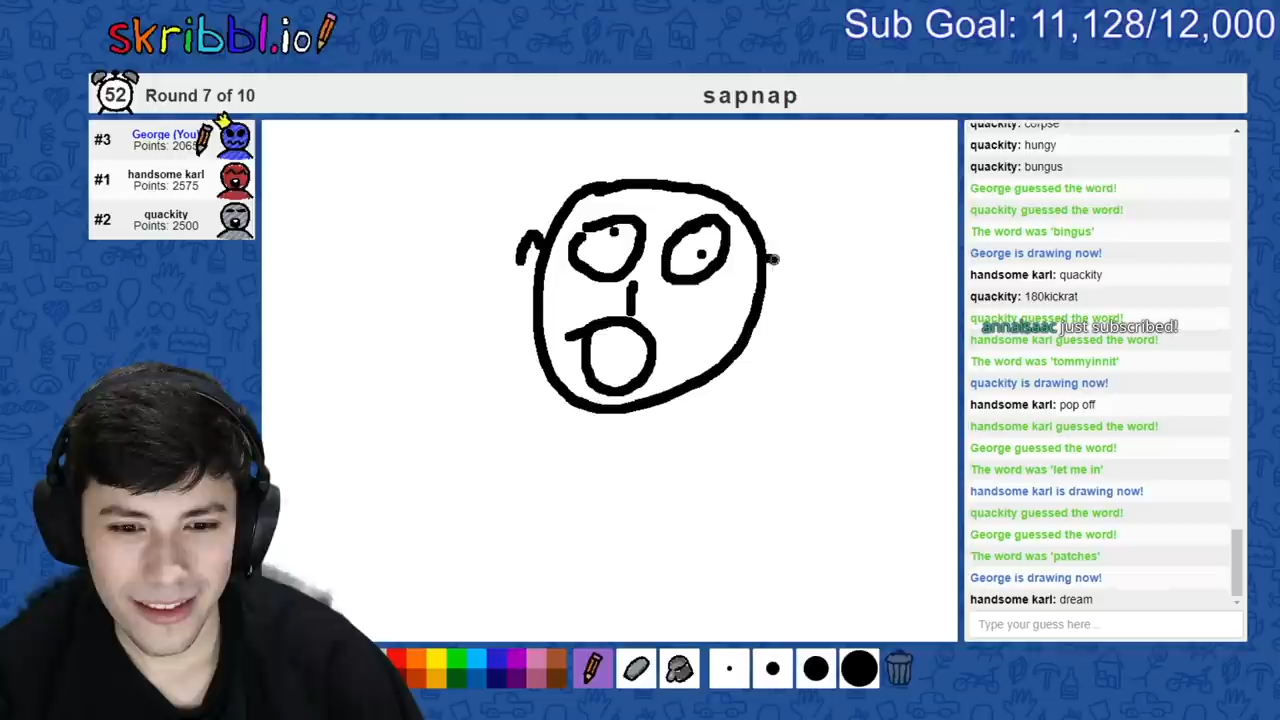 skribbl.io
Sub Goal: 11,128/12,000
52
Round 7 of 10
sapnap
#3
George (You)
Points: 2065
#1
handsome karl
Points: 2575
#2
quackity
Points: 2500
quackity: corpse
quackity: hungy
quackity: bungus
George guessed the word!
quackity guessed the word!
The word was 'bingus'
George is drawing now!
handsome karl: quackity
quackity: 180kickrat
quackity guessed the word!
annaisaac just subscribed!
handsome karl guessed the word!
The word was 'tommyinnit'
quackity is drawing now!
handsome karl: pop off
handsome karl guessed the word!
George guessed the word!
The word was 'let me in'
handsome karl is drawing now!
quackity guessed the word!
George guessed the word!
The word was 'patches'
George is drawing now!
handsome karl: dream
Type your guess here...